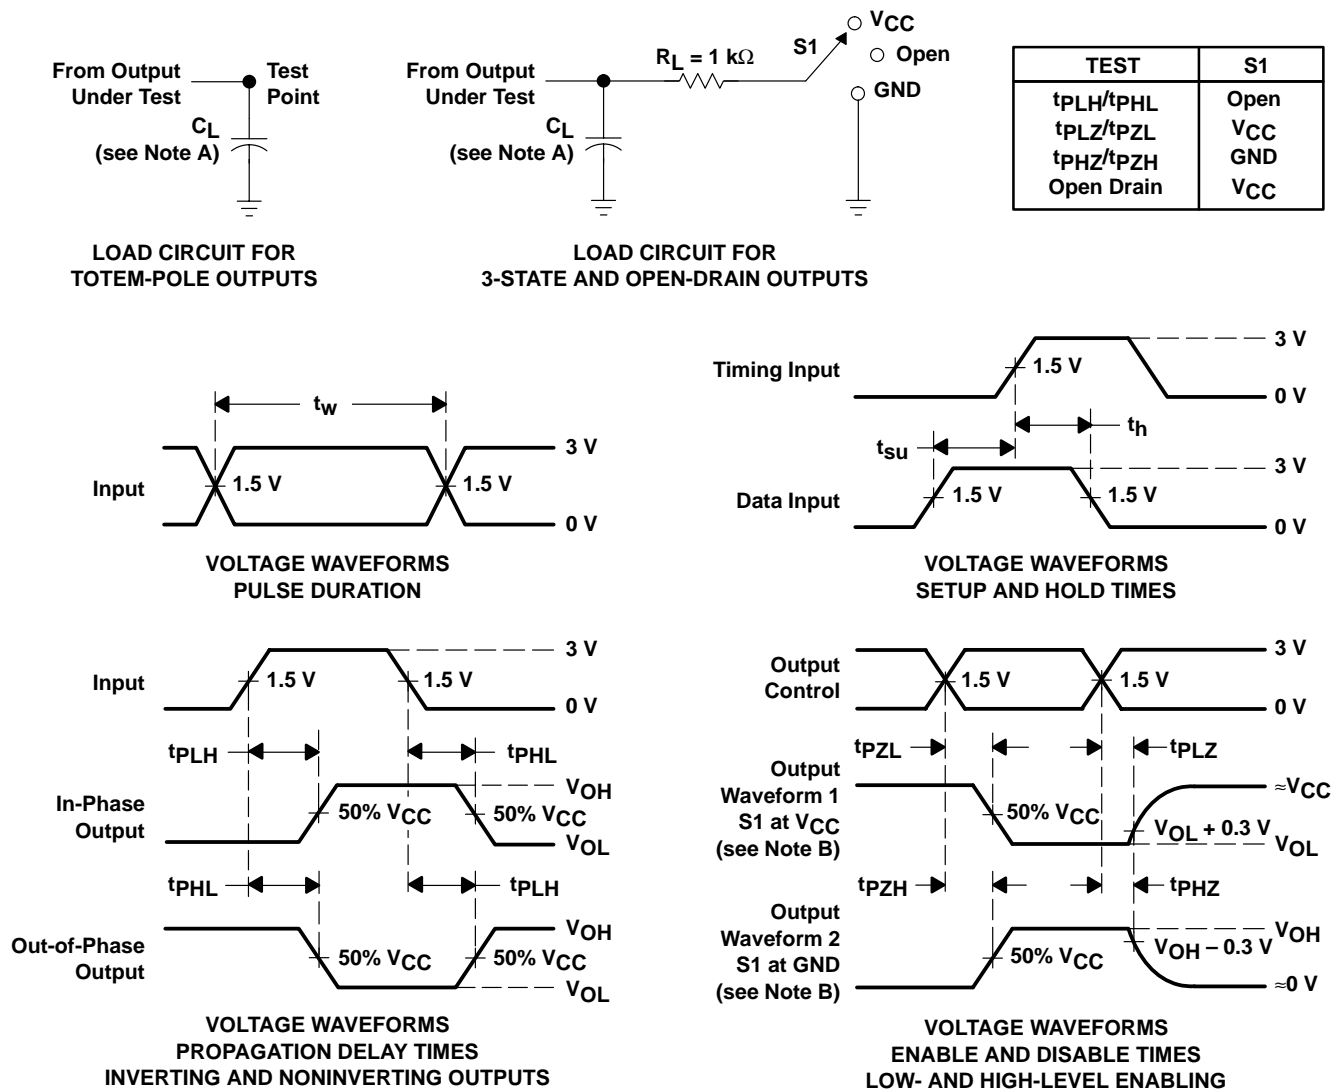 From Output
Under Test
Test
Point
CL
(see Note A)
LOAD CIRCUIT FOR
TOTEM-POLE OUTPUTS
From Output
Under Test
CL
(see Note A)
RL = 1 kΩ
S1
VCC
Open
GND
LOAD CIRCUIT FOR
3-STATE AND OPEN-DRAIN OUTPUTS
TEST S1
tPLH/tPHL Open
tPLZ/tPZL VCC
tPHZ/tPZH GND
Open Drain VCC
tw
Input
1.5 V
1.5 V
3 V
0 V
VOLTAGE WAVEFORMS
PULSE DURATION
Timing Input
1.5 V
3 V
0 V
tsu
th
Data Input
1.5 V
1.5 V
3 V
0 V
VOLTAGE WAVEFORMS
SETUP AND HOLD TIMES
Input
1.5 V
1.5 V
3 V
0 V
tPLH
tPHL
In-Phase
Output
50% VCC
50% VCC
VOH
VOL
tPHL
tPLH
Out-of-Phase
Output
50% VCC
50% VCC
VOH
VOL
VOLTAGE WAVEFORMS
PROPAGATION DELAY TIMES
INVERTING AND NONINVERTING OUTPUTS
Output
Control
1.5 V
1.5 V
3 V
0 V
tPZL
tPLZ
Output
Waveform 1
S1 at VCC
(see Note B)
50% VCC
VOL + 0.3 V
≈VCC
VOL
tPZH
tPHZ
Output
Waveform 2
S1 at GND
(see Note B)
50% VCC
VOH − 0.3 V
VOH
≈0 V
VOLTAGE WAVEFORMS
ENABLE AND DISABLE TIMES
LOW- AND HIGH-LEVEL ENABLING